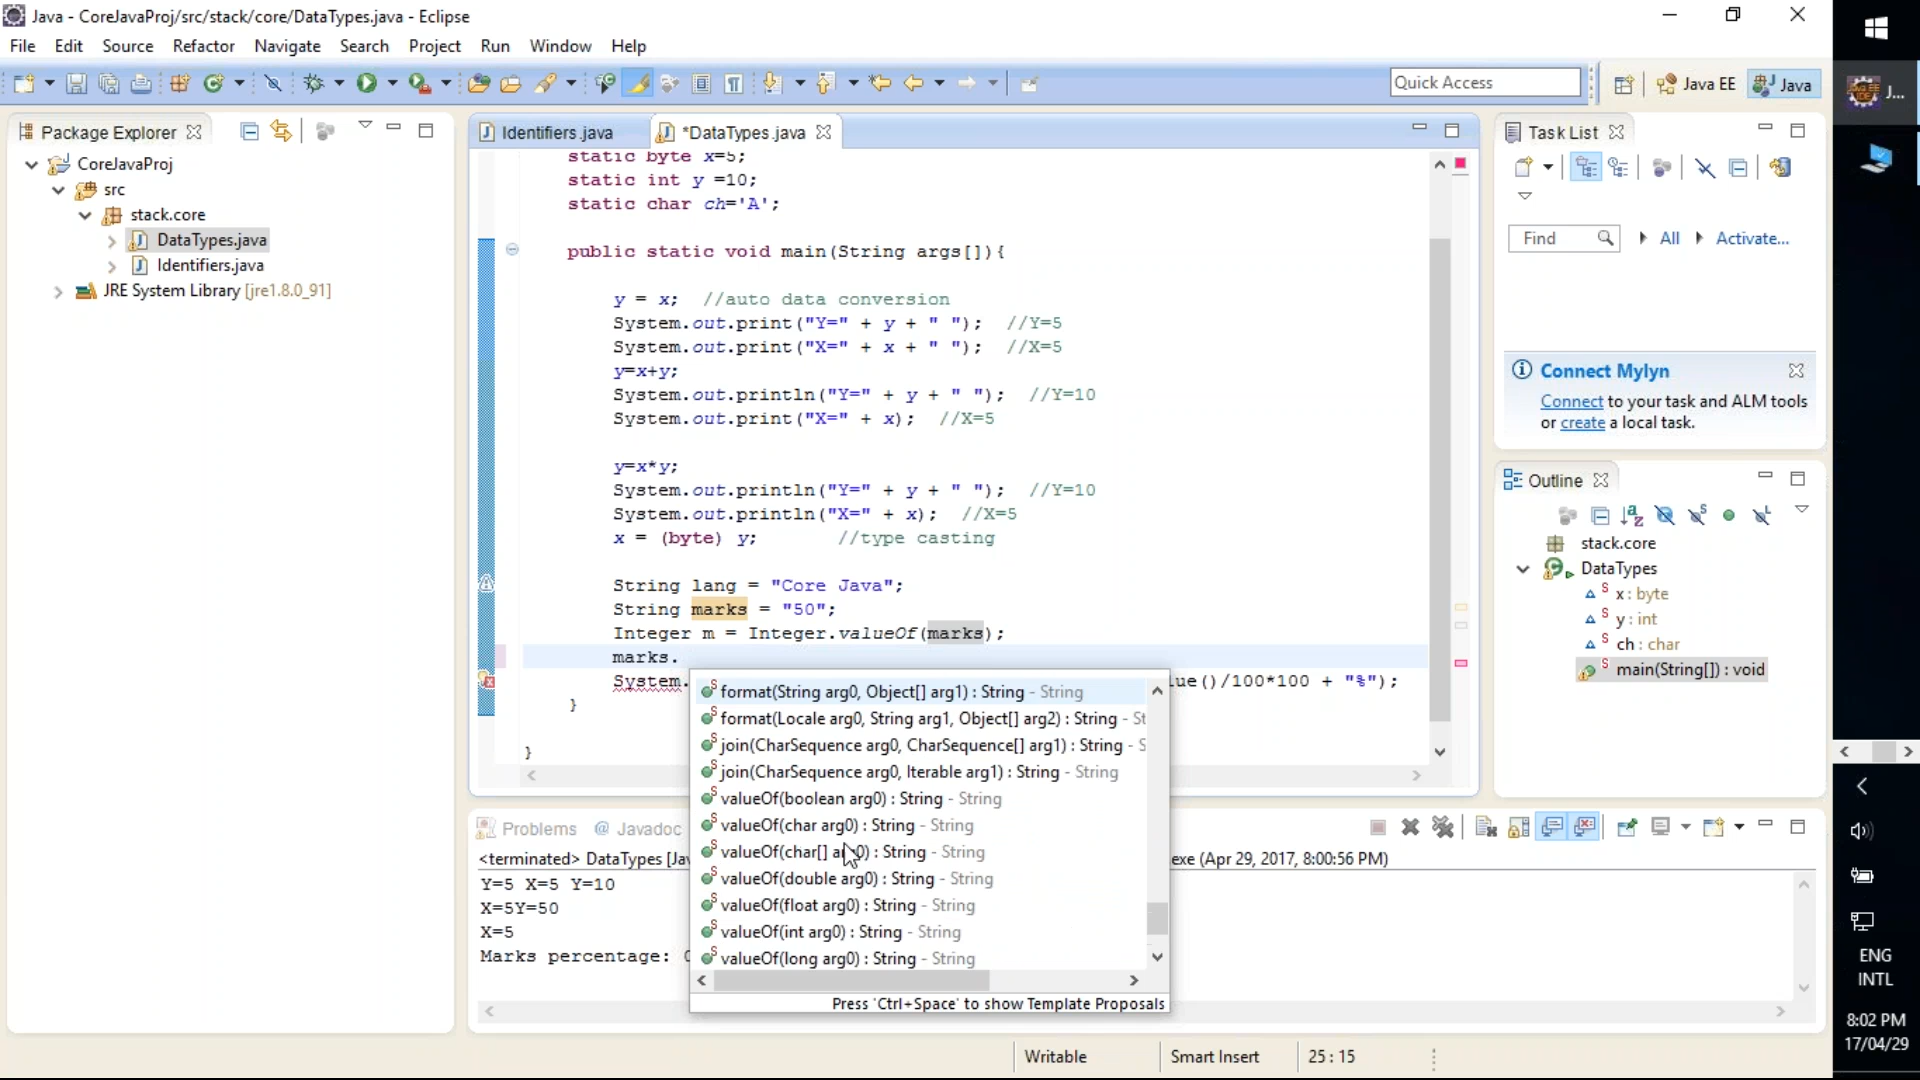 Java - CoreJavaProj/src/stack/core/DataTypes.java - Eclipse
File Edit Source Refactor Navigate Search Project Run Window Help
Quick Access
Java EE
Java
J...
Package Explorer
CoreJavaProj
src
stack.core
DataTypes.java
Identifiers.java
JRE System Library [jre1.8.0_91]
Identifiers.java
*DataTypes.java
static byte x=5;
static int y =10;
static char ch='A';
public static void main(String args[]){
y = x; //auto data conversion
System.out.print("Y=" + y + " "); //Y=5
System.out.print("X=" + x + " "); //X=5
y=x+y;
System.out.println("Y=" + y + " "); //Y=10
System.out.print("X=" + x); //X=5
y=x*y;
System.out.println("Y=" + y + " "); //Y=10
System.out.println("X=" + x); //X=5
x = (byte) y; //type casting
String lang = "Core Java";
String marks = "50";
Integer m = Integer.valueOf(marks);
marks.
System. lue()/100*100 + "%");
}
}
format(String arg0, Object[] arg1) : String - String
format(Locale arg0, String arg1, Object[] arg2) : String - St
join(CharSequence arg0, CharSequence[] arg1) : String - S
join(CharSequence arg0, Iterable arg1) : String - String
valueOf(boolean arg0) : String - String
valueOf(char arg0) : String - String
valueOf(char[] arg0) : String - String
valueOf(double arg0) : String - String
valueOf(float arg0) : String - String
valueOf(int arg0) : String - String
valueOf(long arg0) : String - String
Press 'Ctrl+Space' to show Template Proposals
Problems @ Javadoc
<terminated> DataTypes [Jav exe (Apr 29, 2017, 8:00:56 PM)
Y=5 X=5 Y=10
X=5Y=50
X=5
Marks percentage:
Task List
Find
All
Activate...
Connect Mylyn
Connect to your task and ALM tools
or create a local task.
Outline
stack.core
DataTypes
x : byte
y : int
ch : char
main(String[]) : void
Writable
Smart Insert
25 : 15
ENG
INTL
8:02 PM
17/04/29